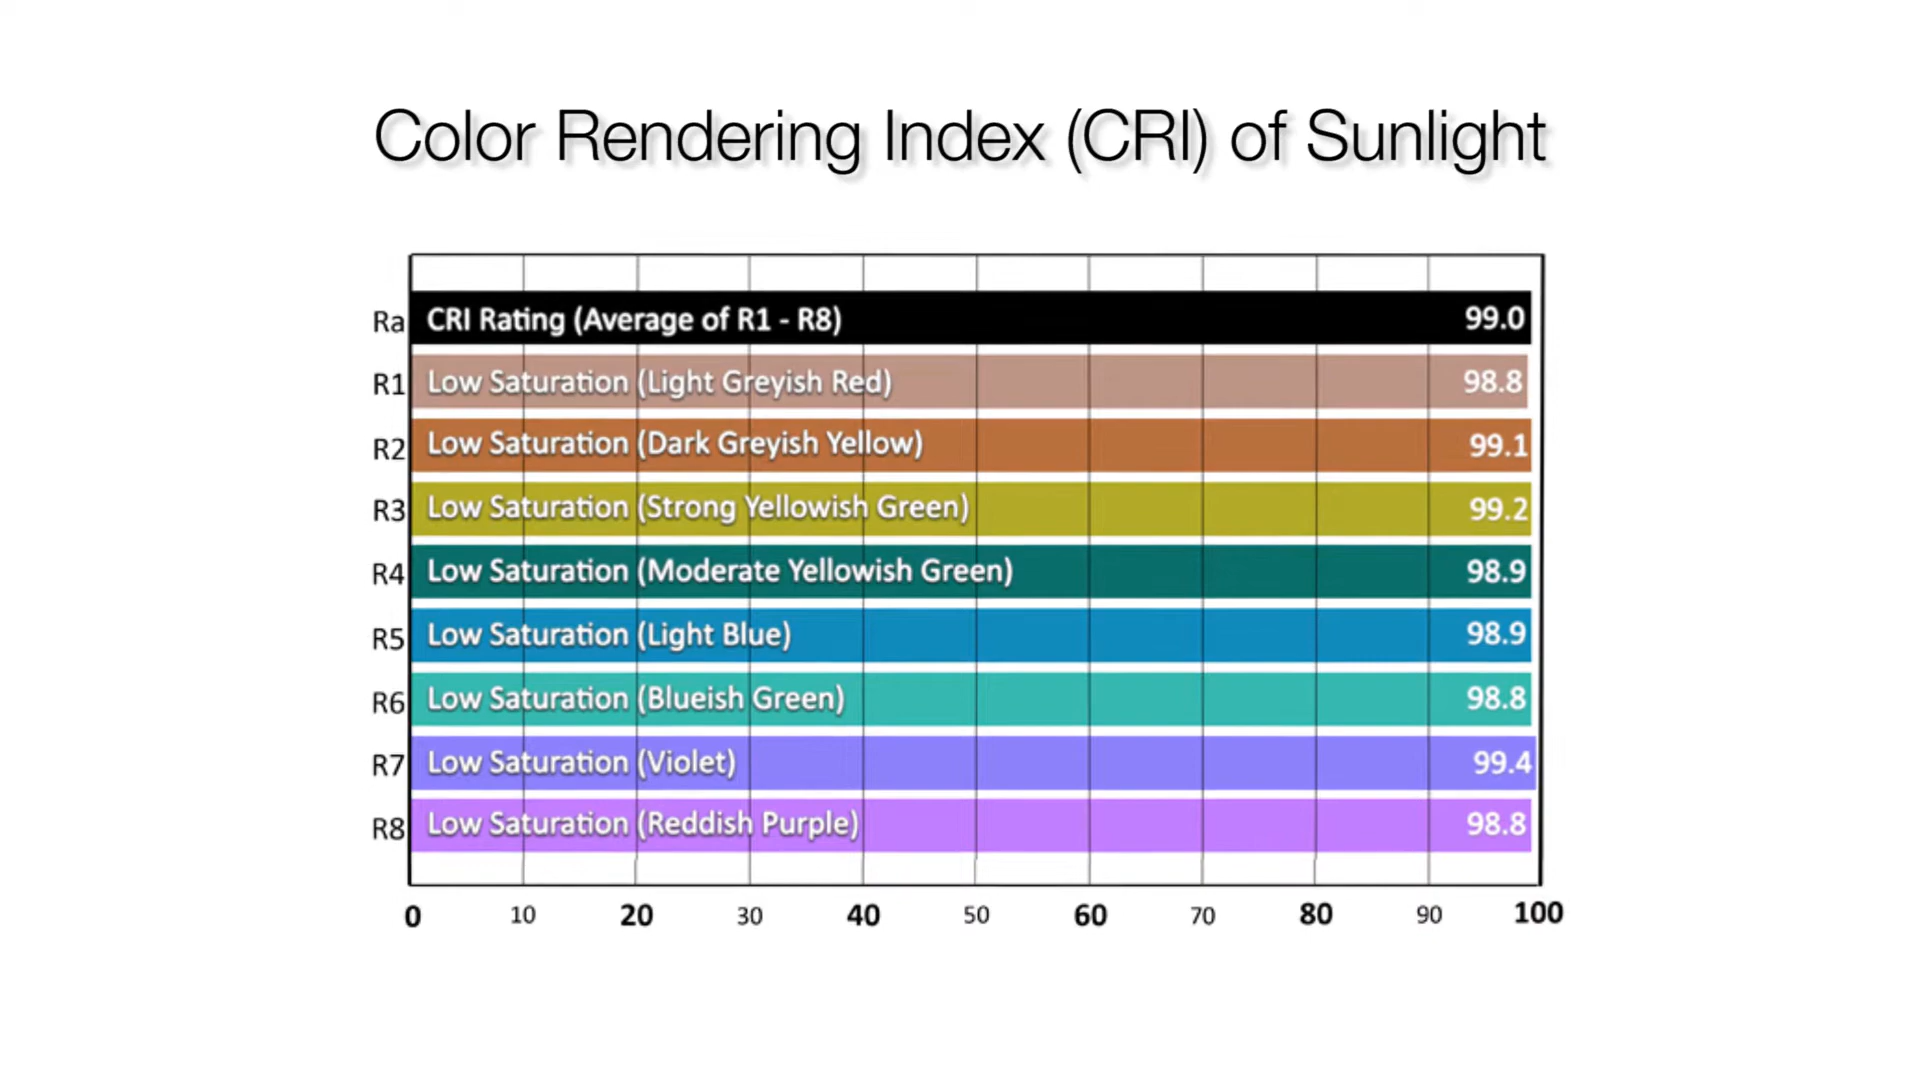 Color Rendering Index (CRI) of Sunlight
Ra CRI Rating (Average of R1 - R8) 99.0
R1 Low Saturation (Light Greyish Red) 98.8
R2 Low Saturation (Dark Greyish Yellow) 99.1
R3 Low Saturation (Strong Yellowish Green) 99.2
R4 Low Saturation (Moderate Yellowish Green) 98.9
R5 Low Saturation (Light Blue) 98.9
R6 Low Saturation (Blueish Green) 98.8
R7 Low Saturation (Violet) 99.4
R8 Low Saturation (Reddish Purple) 98.8
0 10 20 30 40 50 60 70 80 90 100